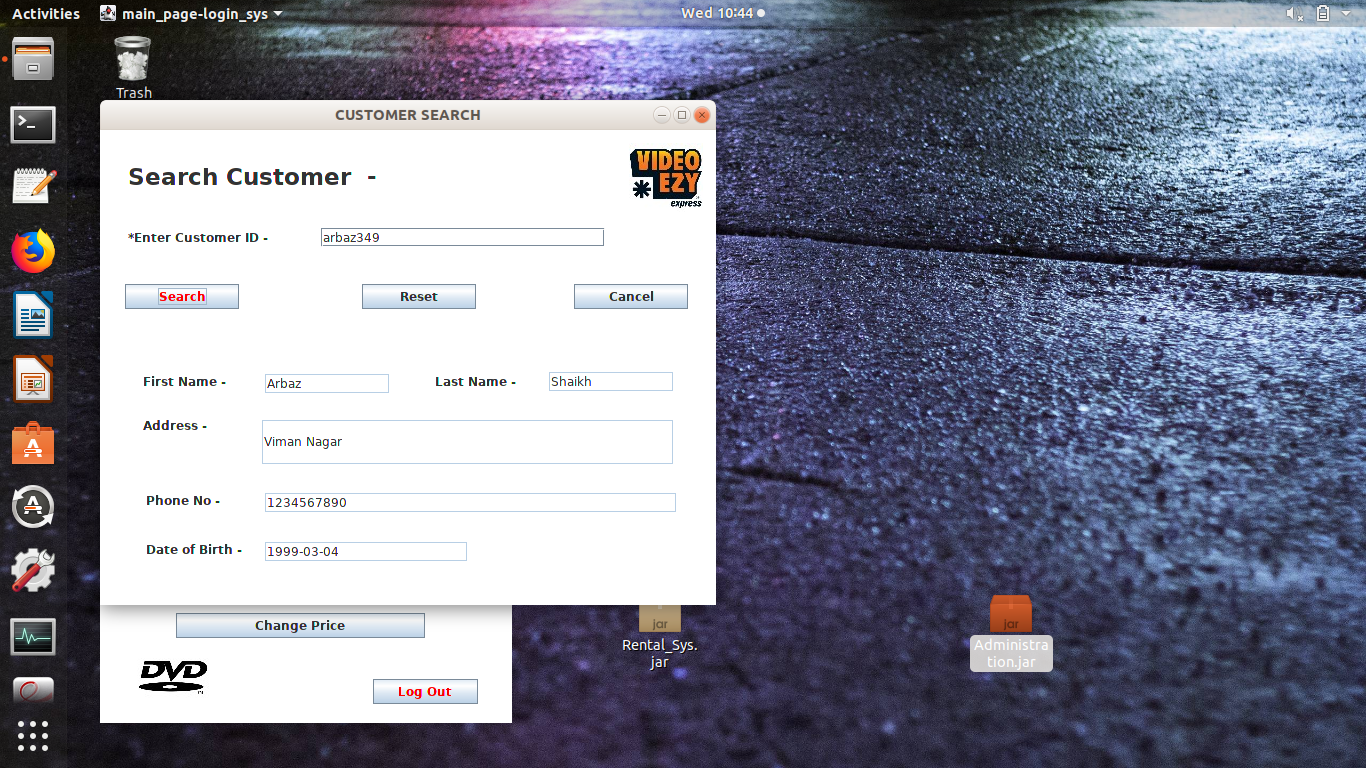 Activities
main_page-login_sys
Wed 10:44
Trash
CUSTOMER SEARCH
Search Customer -
VIDEO
EZY
express
*Enter Customer ID -
arbaz349
Search
Reset
Cancel
First Name -
Arbaz
Last Name -
Shaikh
Address -
Viman Nagar
Phone No -
1234567890
Date of Birth -
1999-03-04
Change Price
DVD
Log Out
jar
Rental_Sys.
jar
jar
Administra
tion.jar